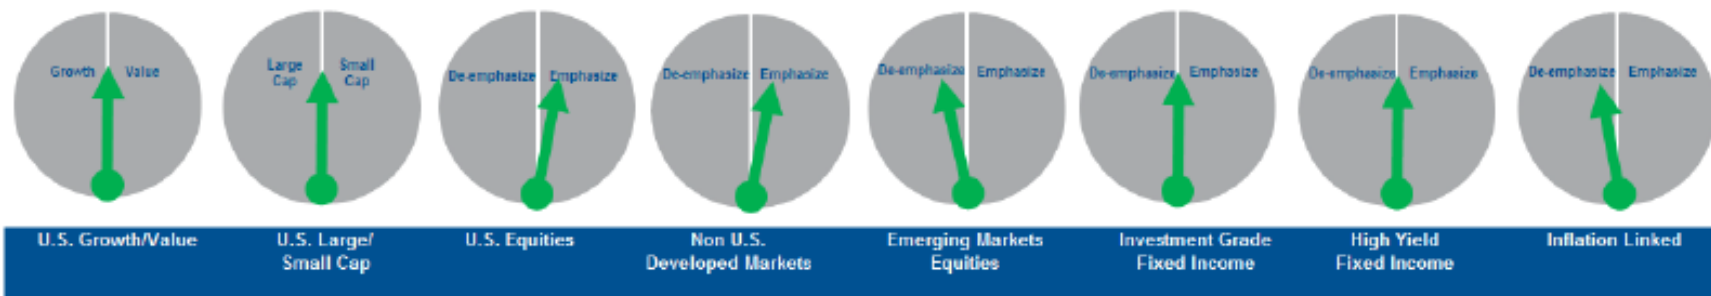 Growth Value
Large Cap Small Cap
De-emphasize Emphasize
De-emphasize Emphasize
De-emphasize Emphasize
De-emphasize Emphasize
De-emphasize Emphasize
De-emphasize Emphasize
U.S. Growth/Value
U.S. Large/
Small Cap
U.S. Equities
Non U.S.
Developed Markets
Emerging Markets
Equities
Investment Grade
Fixed Income
High Yield
Fixed Income
Inflation Linked